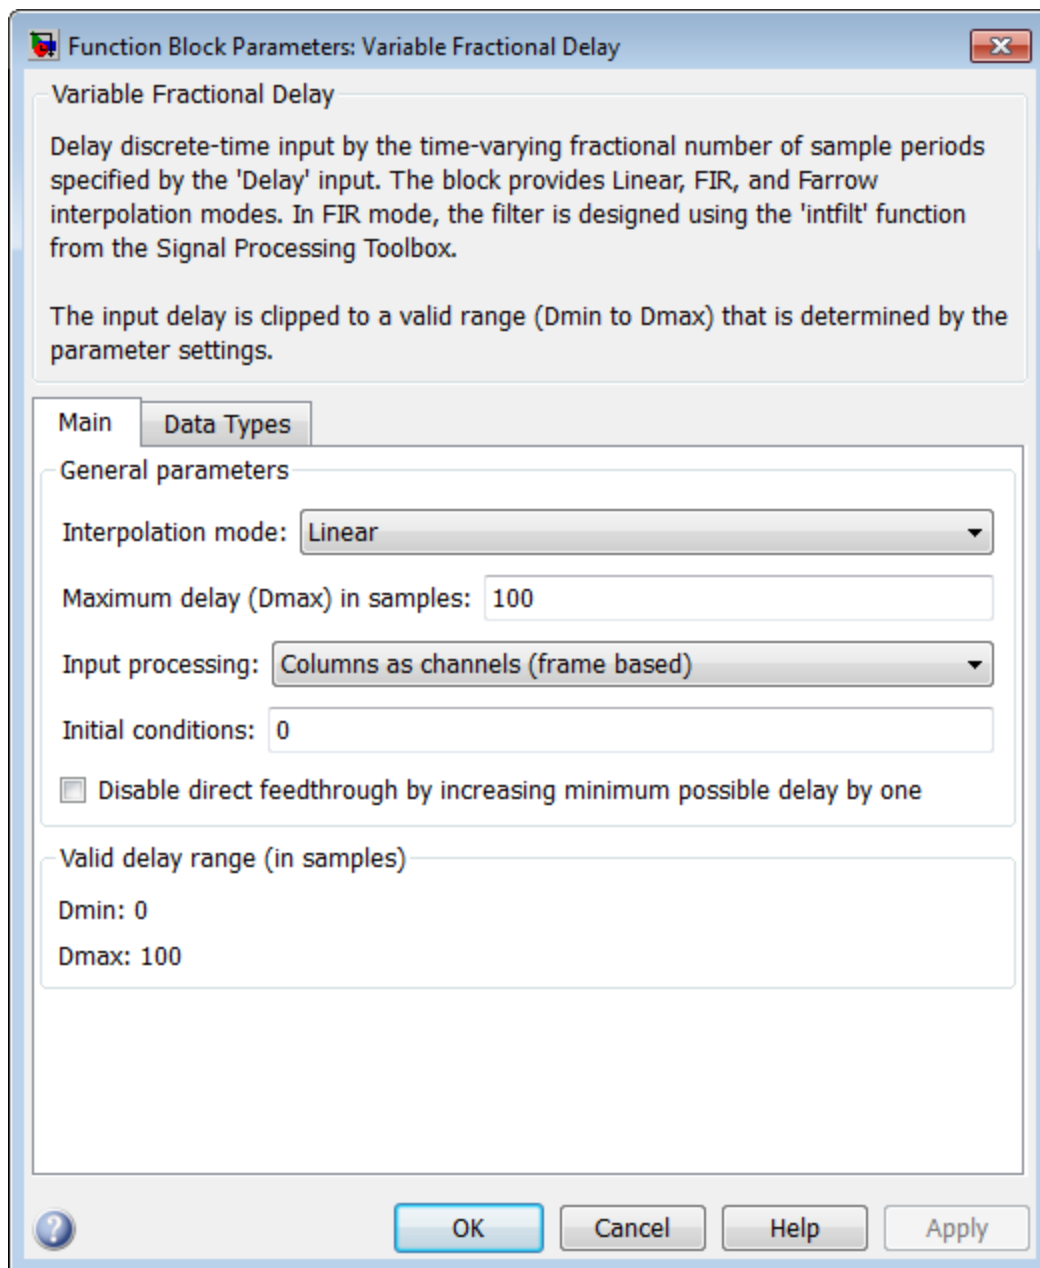 Function Block Parameters: Variable Fractional Delay
Variable Fractional Delay
Delay discrete-time input by the time-varying fractional number of sample periods
specified by the 'Delay' input. The block provides Linear, FIR, and Farrow
interpolation modes. In FIR mode, the filter is designed using the 'intfilt' function
from the Signal Processing Toolbox.
The input delay is clipped to a valid range (Dmin to Dmax) that is determined by the
parameter settings.
Main Data Types
General parameters
Interpolation mode: Linear
Maximum delay (Dmax) in samples: 100
Input processing: Columns as channels (frame based)
Initial conditions: 0
Disable direct feedthrough by increasing minimum possible delay by one
Valid delay range (in samples)
Dmin: 0
Dmax: 100
? OK Cancel Help Apply